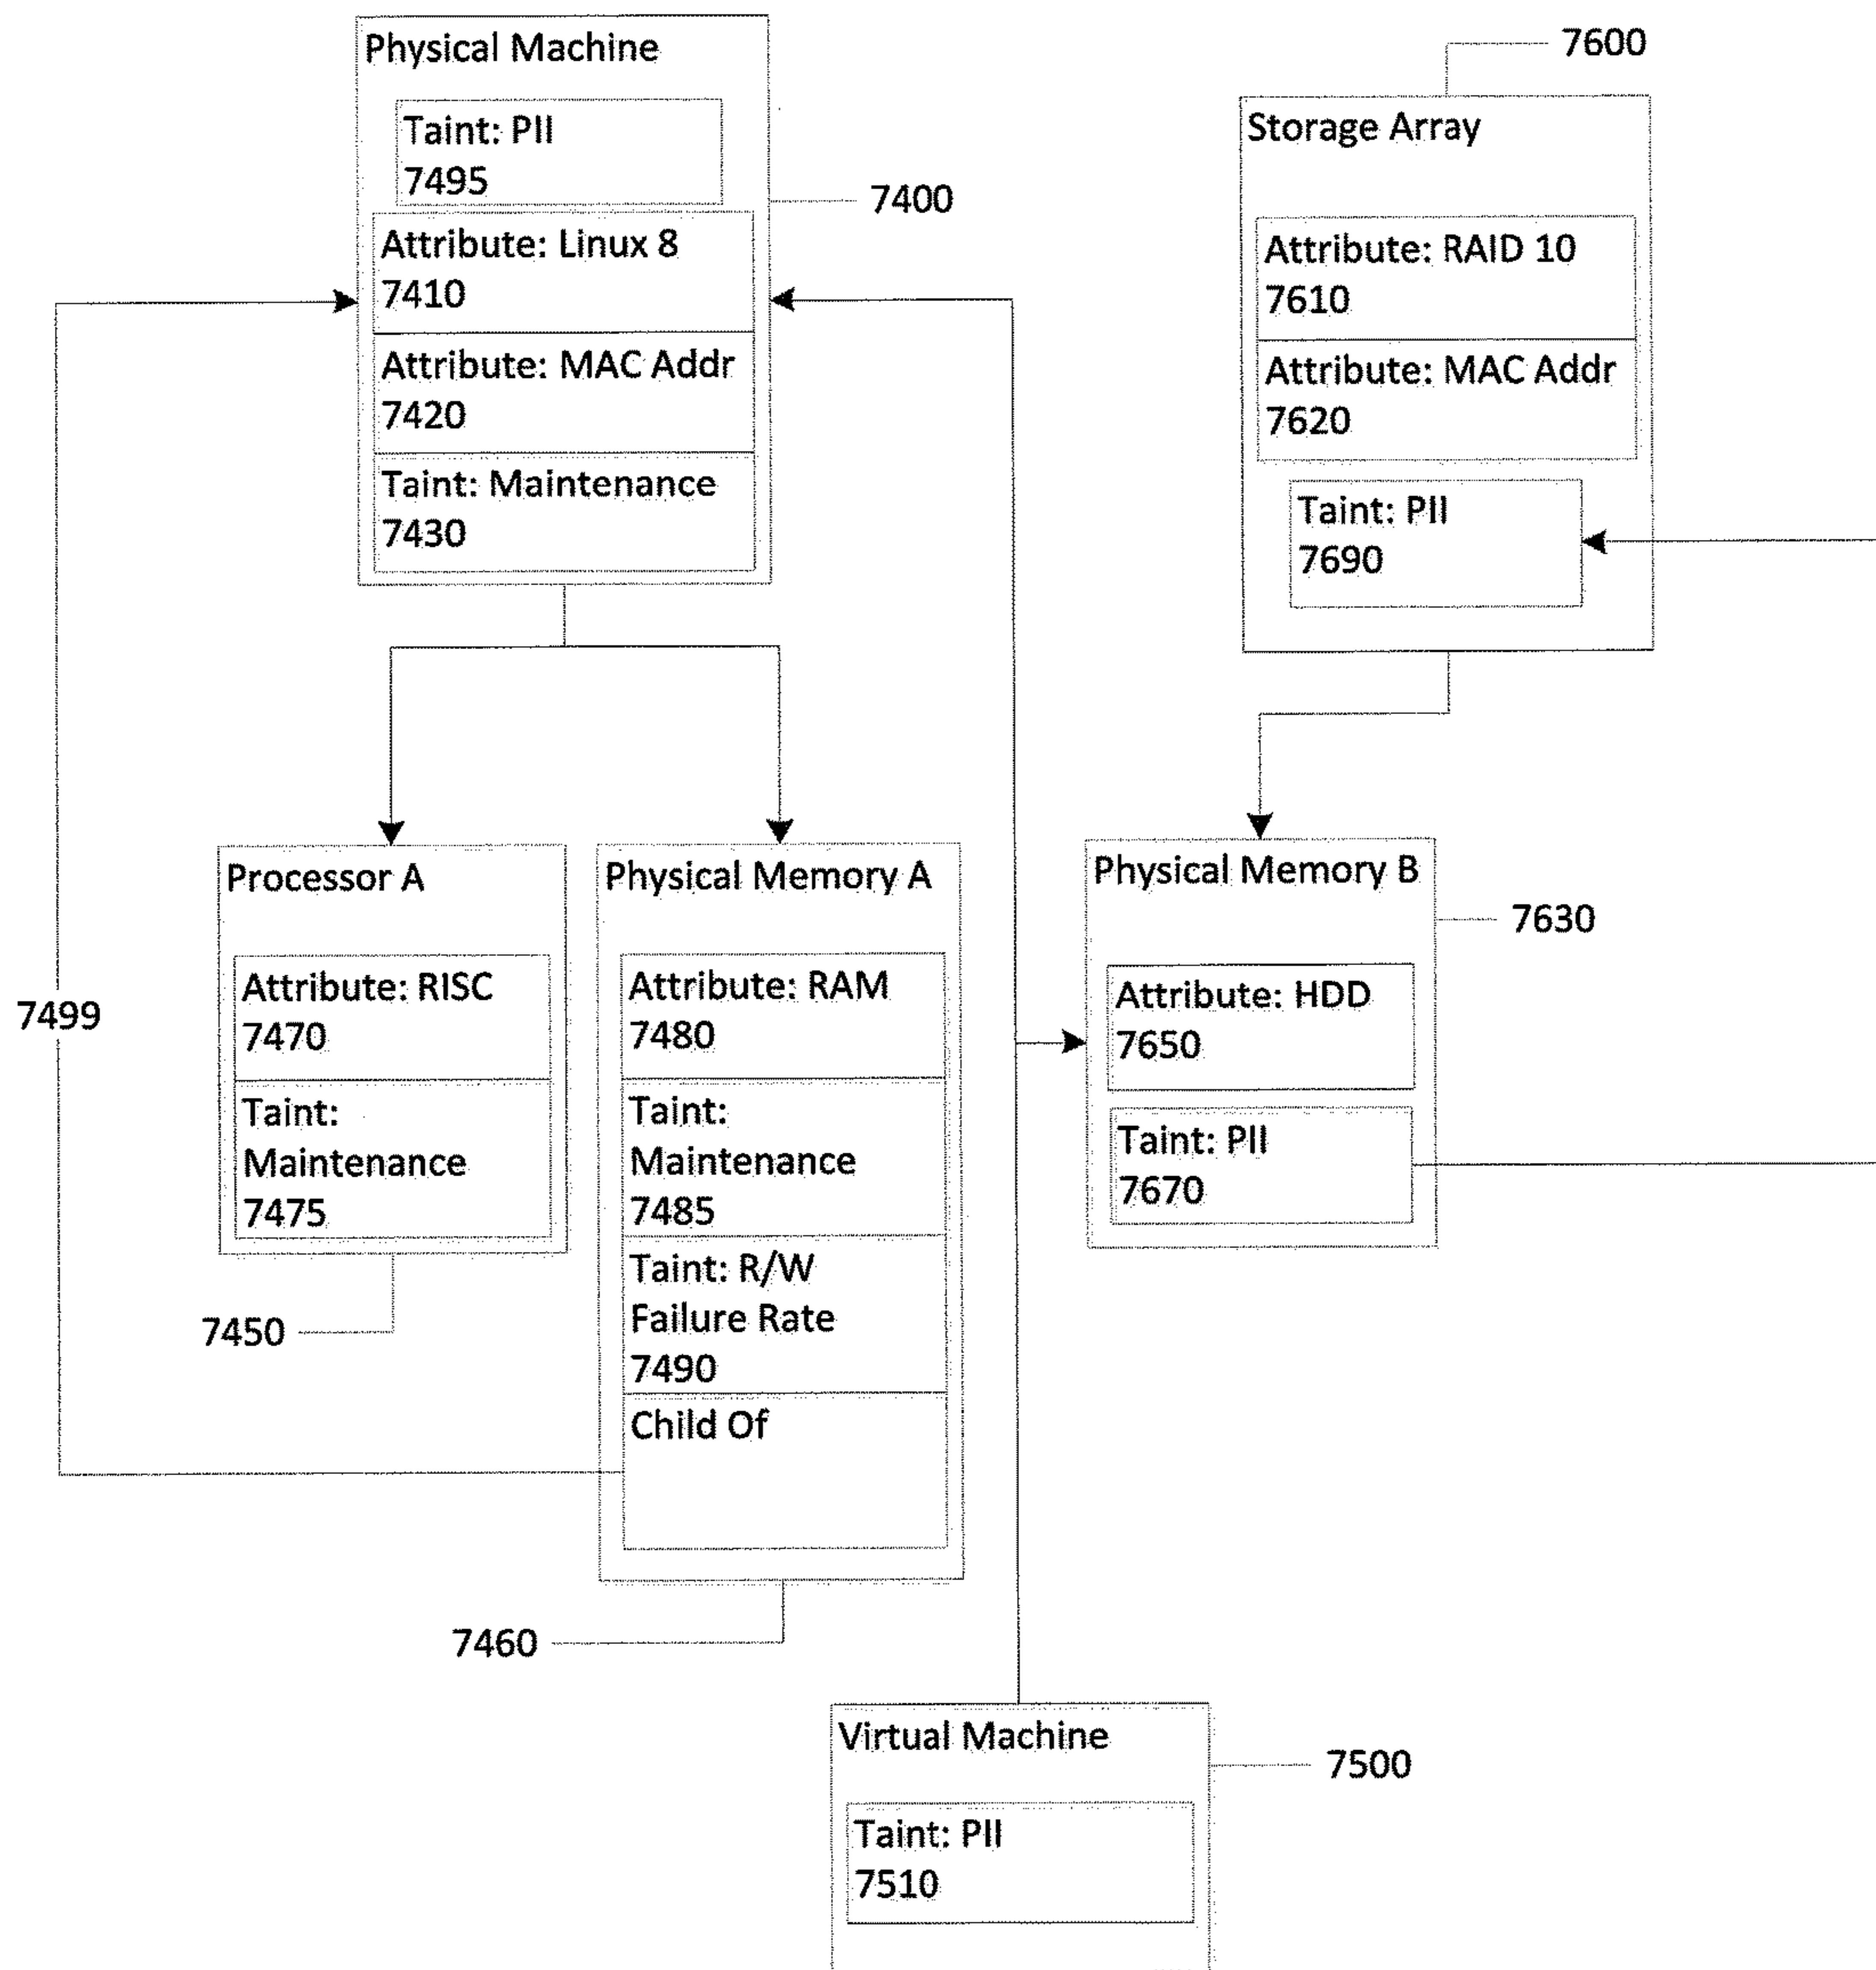 Physical Machine
Taint: PII
7495
7400
Attribute: Linux 8
7410
Attribute: MAC Addr
7420
Taint: Maintenance
7430
7600
Storage Array
Attribute: RAID 10
7610
Attribute: MAC Addr
7620
Taint: PII
7690
7499
Processor A
Attribute: RISC
7470
Taint:
Maintenance
7475
7450
Physical Memory A
Attribute: RAM
7480
Taint:
Maintenance
7485
Taint: R/W
Failure Rate
7490
Child Of
7460
Physical Memory B
7630
Attribute: HDD
7650
Taint: PII
7670
Virtual Machine
7500
Taint: PII
7510